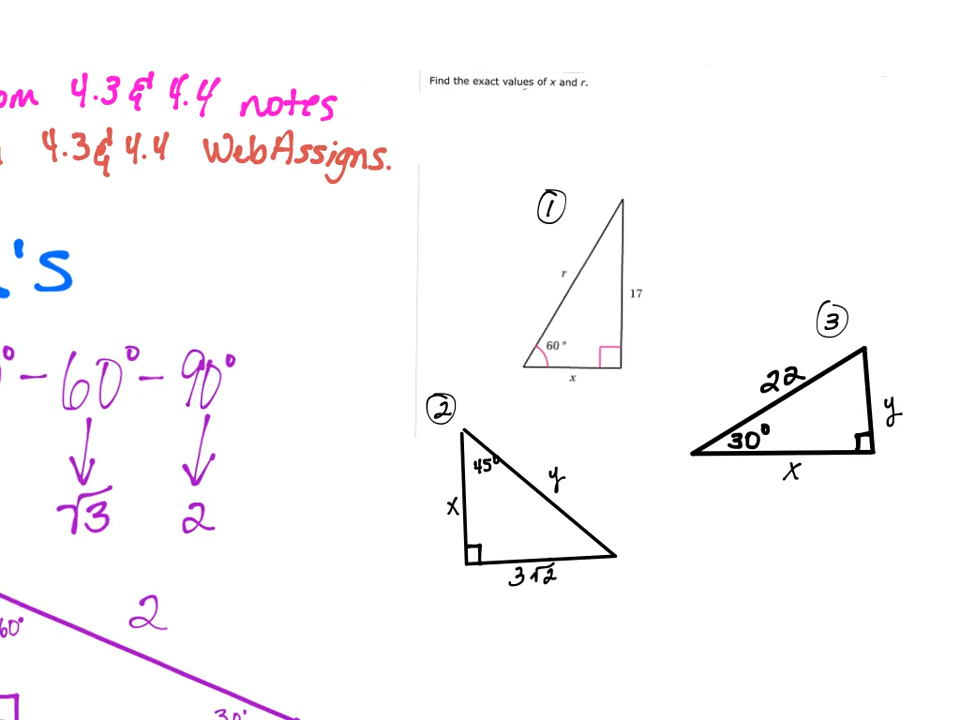 om 4.3 & 4.4 notes
4.3 & 4.4 WebAssigns.
's
° - 60° - 90°
√3 2
2
60°
30°
Find the exact values of x and r.
1
r
17
60°
x
2
45°
y
x
3√2
3
22
y
30°
x